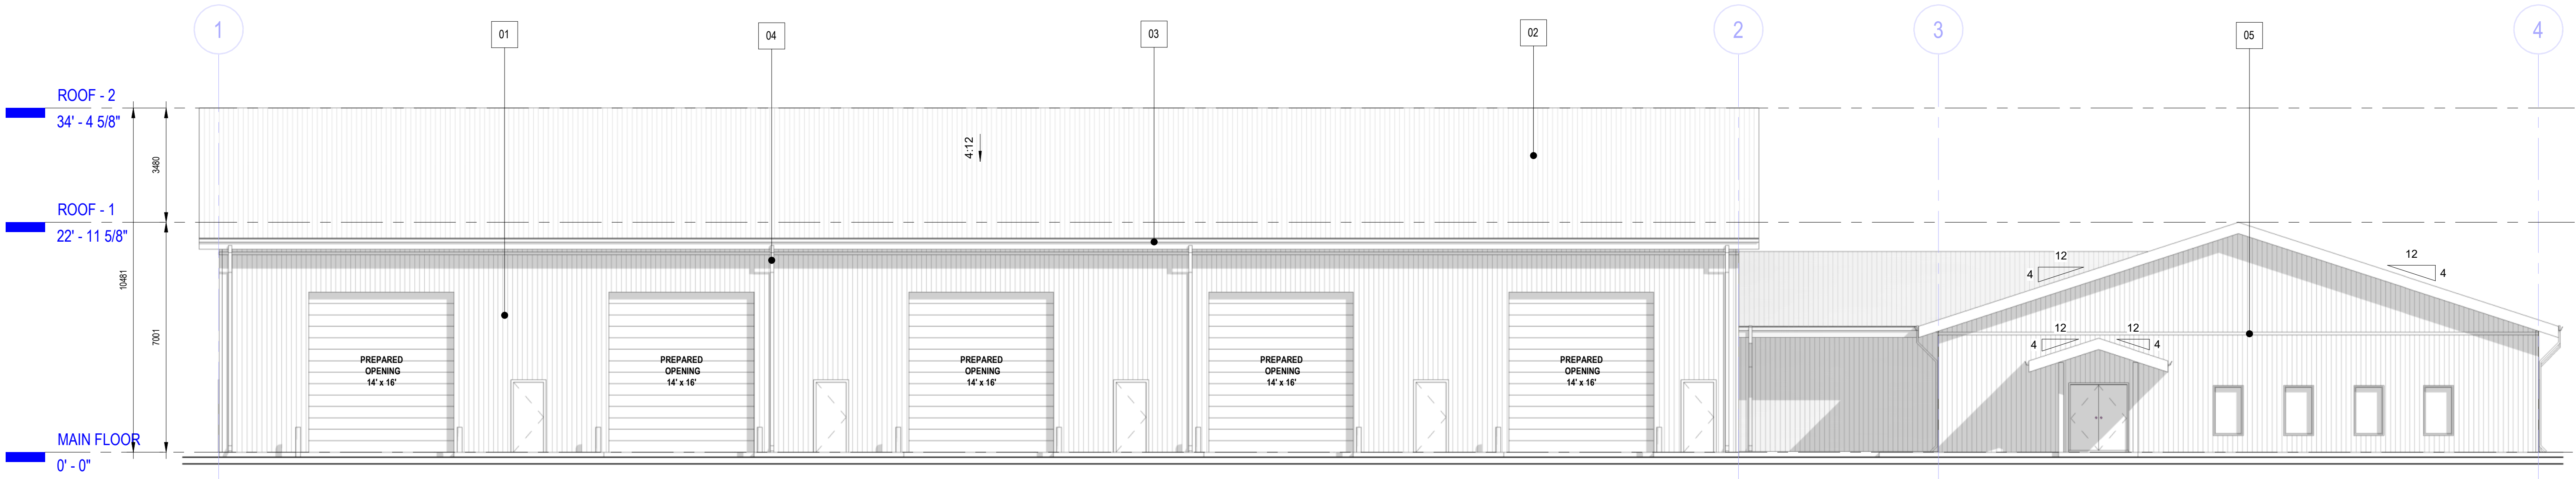 1
01
04
03
02
2
3
05
4
ROOF - 2
34' - 4 5/8"
3480
4:12
ROOF - 1
22' - 11 5/8"
10481
7001
12
4
12
4
12
4
12
4
PREPARED
OPENING
14' x 16'
PREPARED
OPENING
14' x 16'
PREPARED
OPENING
14' x 16'
PREPARED
OPENING
14' x 16'
PREPARED
OPENING
14' x 16'
MAIN FLOOR
0' - 0"